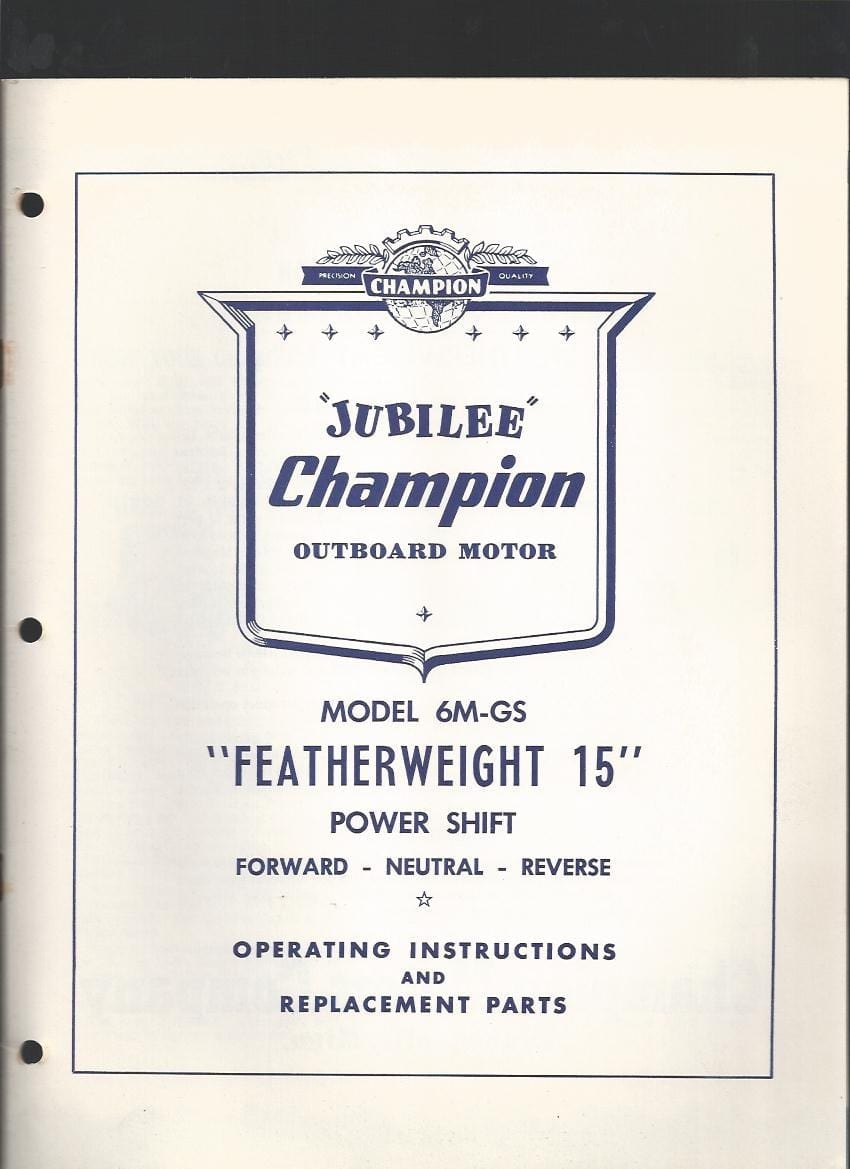 PRECISION CHAMPION QUALITY
"JUBILEE"
Champion
OUTBOARD MOTOR
MODEL 6M-GS
"FEATHERWEIGHT 15"
POWER SHIFT
FORWARD - NEUTRAL - REVERSE
OPERATING INSTRUCTIONS
AND
REPLACEMENT PARTS